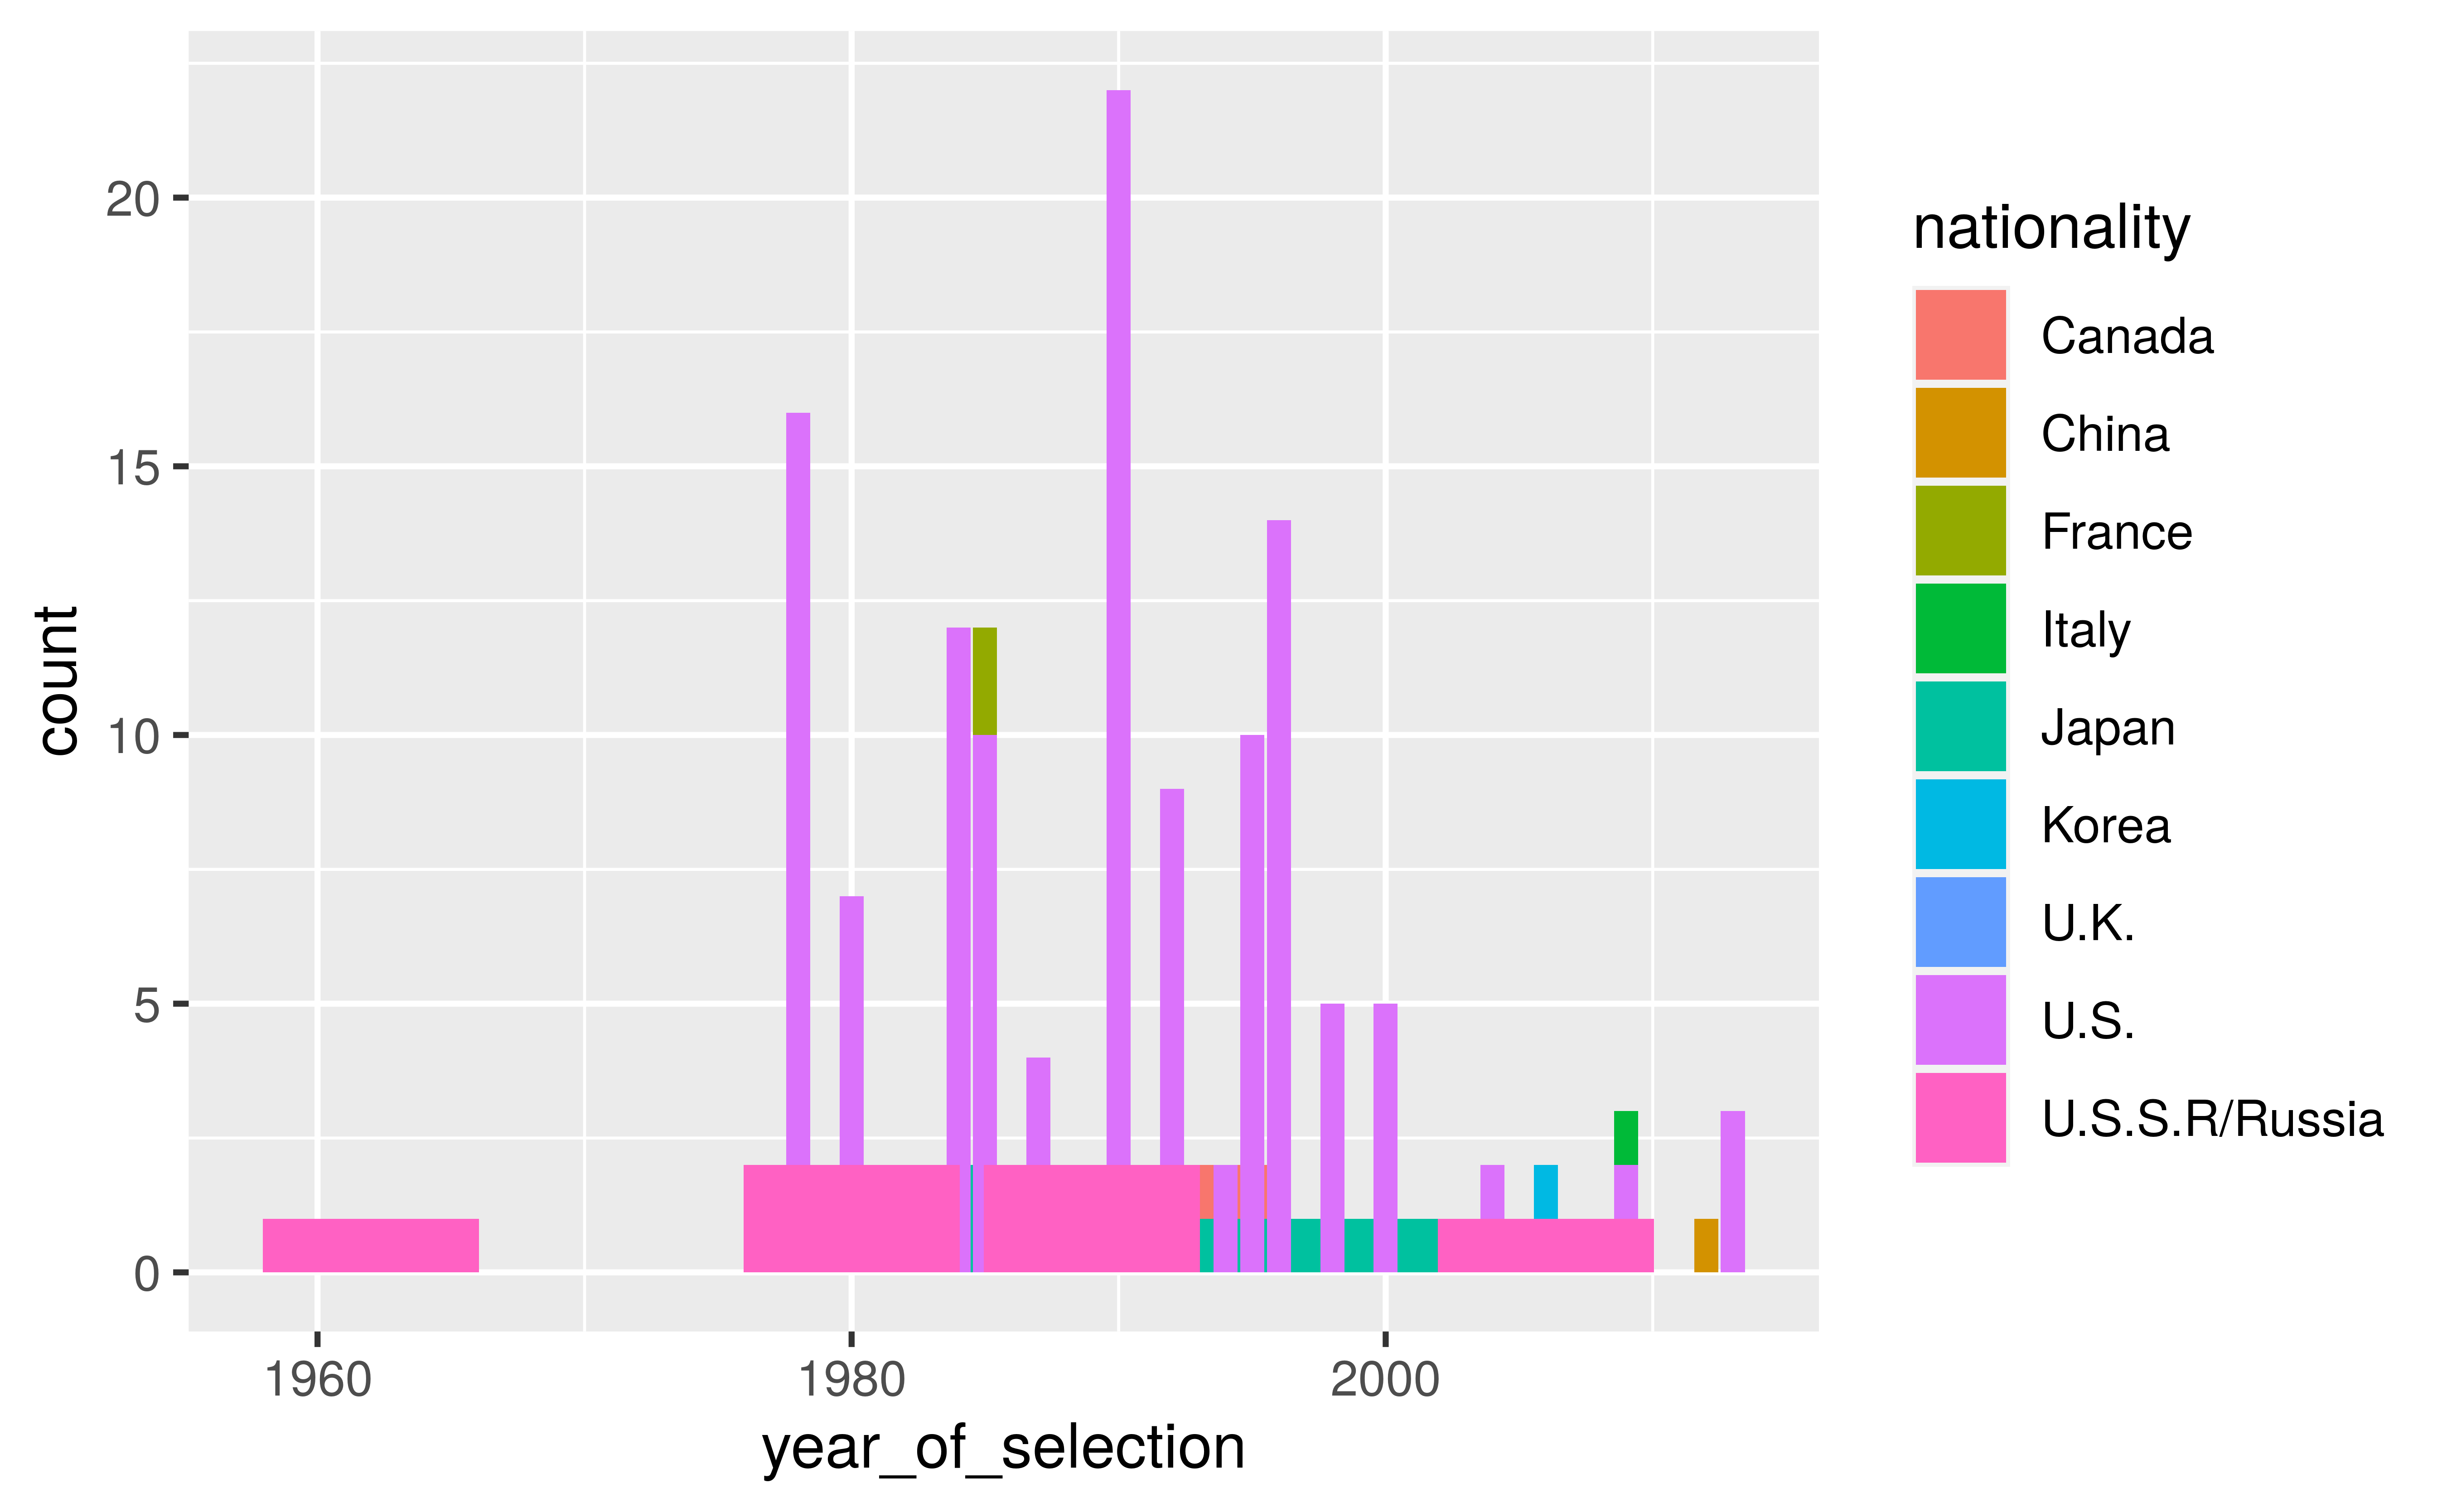 20
15
10
5
0
count
1960
1980
2000
year_of_selection
nationality
Canada
China
France
Italy
Japan
Korea
U.K.
U.S.
U.S.S.R/Russia